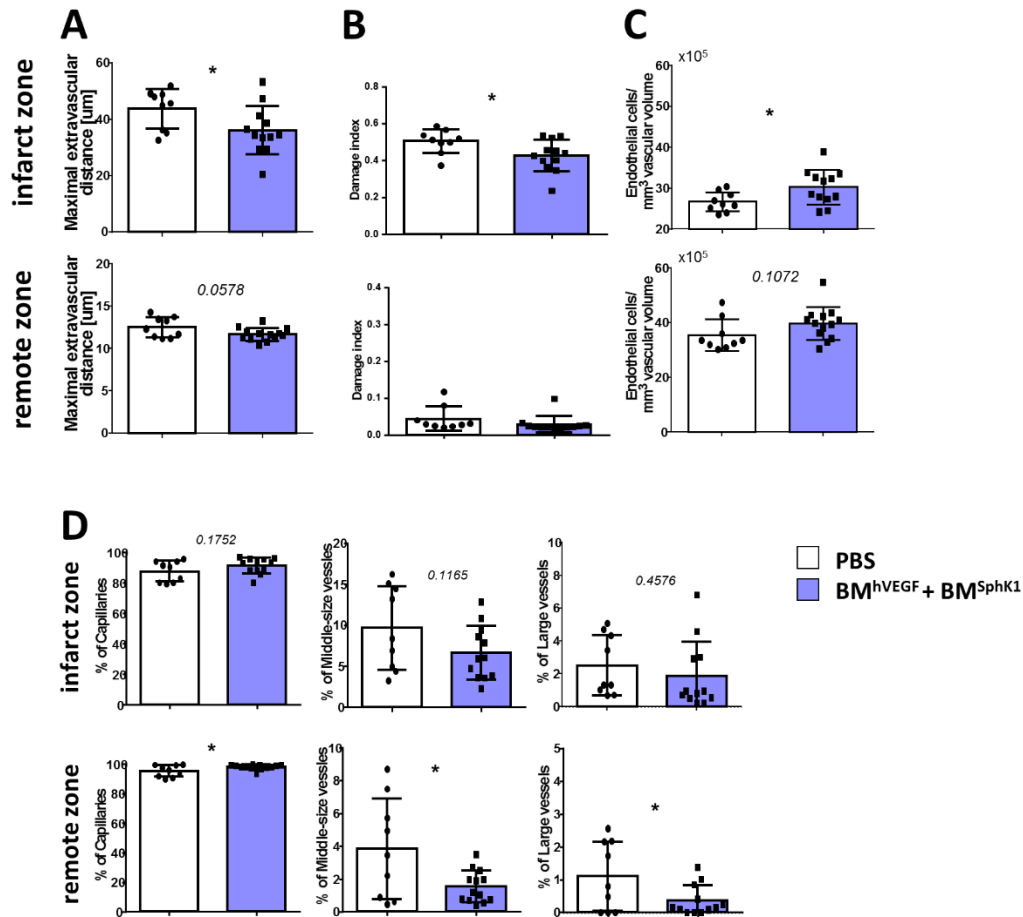 A
B
C
infarct zone
Maximal extravascular
distance [um]
60
40
20
0
*
Damage index
0.8
0.6
0.4
0.2
0.0
*
x10⁵
Endothelial cells/
mm³ vascular volume
60
50
40
30
20
*
remote zone
Maximal extravascular
distance [um]
20
15
10
5
0
0.0578
Damage index
0.4
0.3
0.2
0.1
0.0
x10⁵
Endothelial cells/
mm³ vascular volume
60
40
20
0
0.1072
D
infarct zone
% of Capillaries
100
80
60
40
20
0
0.1752
% of Middle-size vessles
20
15
10
5
0
0.1165
% of Large vessels
10
8
6
4
2
0
0.4576
PBS
BM^hVEGF + BM^SphK1
remote zone
% of Capillaries
100
80
60
40
20
0
*
% of Middle-size vessles
10
8
6
4
2
0
*
% of Large vessels
5
4
3
2
1
0
*